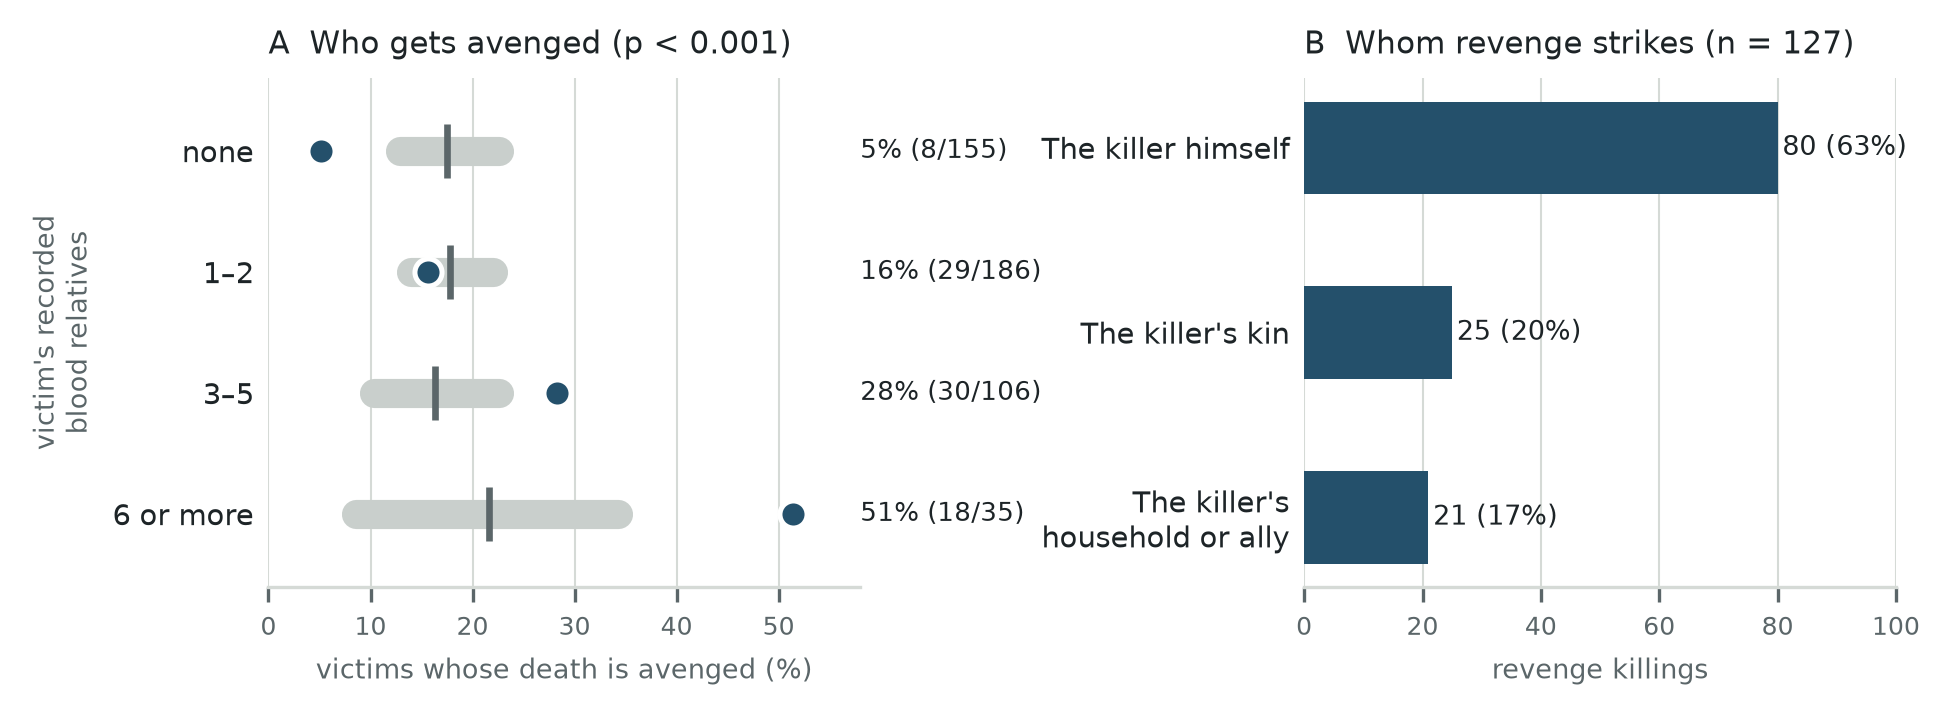 A  Who gets avenged (p < 0.001)
victim's recorded
blood relatives
none
1–2
3–5
6 or more
5% (8/155)
16% (29/186)
28% (30/106)
51% (18/35)
0 10 20 30 40 50
victims whose death is avenged (%)
B  Whom revenge strikes (n = 127)
The killer himself
80 (63%)
The killer's kin
25 (20%)
The killer's
household or ally
21 (17%)
0 20 40 60 80 100
revenge killings